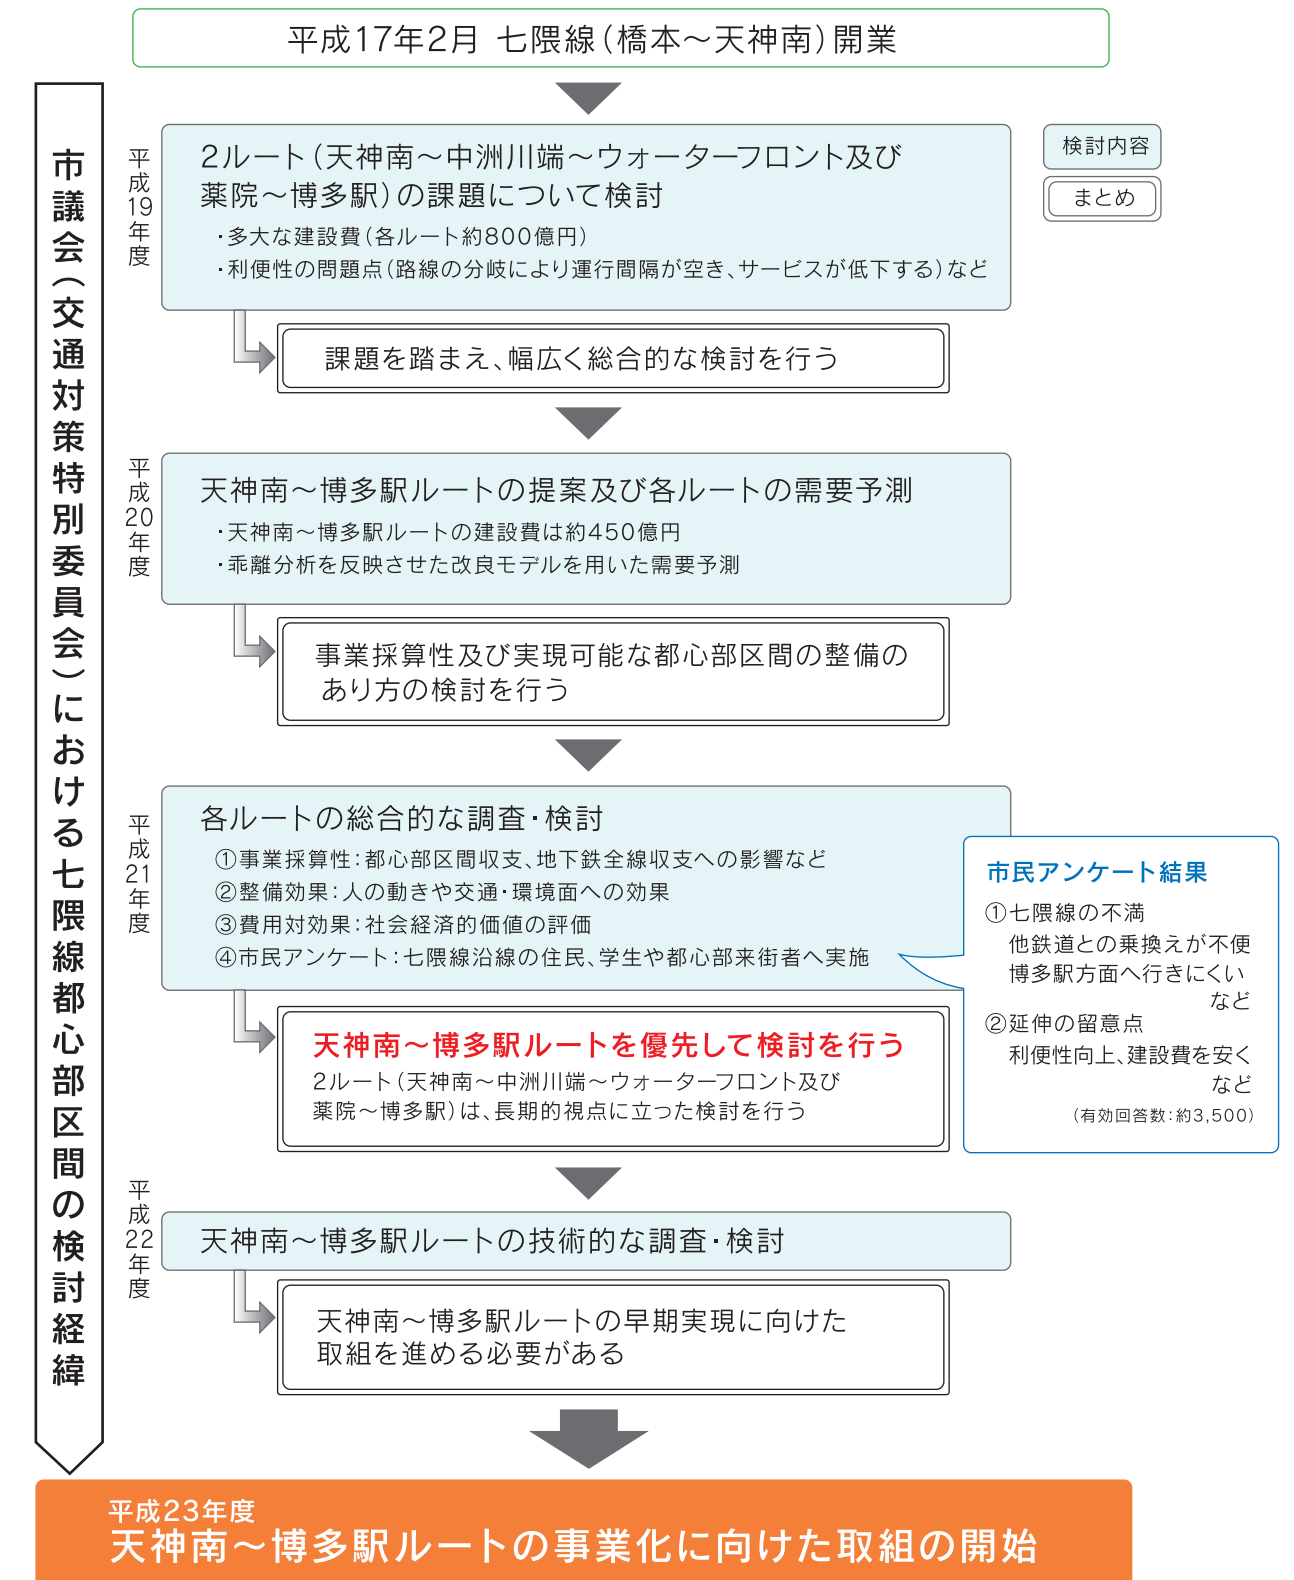 平成17年2月 七隈線（橋本～天神南）開業
市議会（交通対策特別委員会）における七隈線都心部区間の検討経緯
検討内容
まとめ
平成19年度
2ルート（天神南～中洲川端～ウォーターフロント及び
薬院～博多駅）の課題について検討
・多大な建設費（各ルート約800億円）
・利便性の問題点（路線の分岐により運行間隔が空き、サービスが低下する）など
課題を踏まえ、幅広く総合的な検討を行う
平成20年度
天神南～博多駅ルートの提案及び各ルートの需要予測
・天神南～博多駅ルートの建設費は約450億円
・乖離分析を反映させた改良モデルを用いた需要予測
事業採算性及び実現可能な都心部区間の整備の
あり方の検討を行う
平成21年度
各ルートの総合的な調査・検討
①事業採算性：都心部区間収支、地下鉄全線収支への影響など
②整備効果：人の動きや交通・環境面への効果
③費用対効果：社会経済的価値の評価
④市民アンケート：七隈線沿線の住民、学生や都心部来街者へ実施
市民アンケート結果
①七隈線の不満
他鉄道との乗換えが不便
博多駅方面へ行きにくい
など
②延伸の留意点
利便性向上、建設費を安く
など
（有効回答数：約3,500）
天神南～博多駅ルートを優先して検討を行う
2ルート（天神南～中洲川端～ウォーターフロント及び
薬院～博多駅）は、長期的視点に立った検討を行う
平成22年度
天神南～博多駅ルートの技術的な調査・検討
天神南～博多駅ルートの早期実現に向けた
取組を進める必要がある
平成23年度
天神南～博多駅ルートの事業化に向けた取組の開始